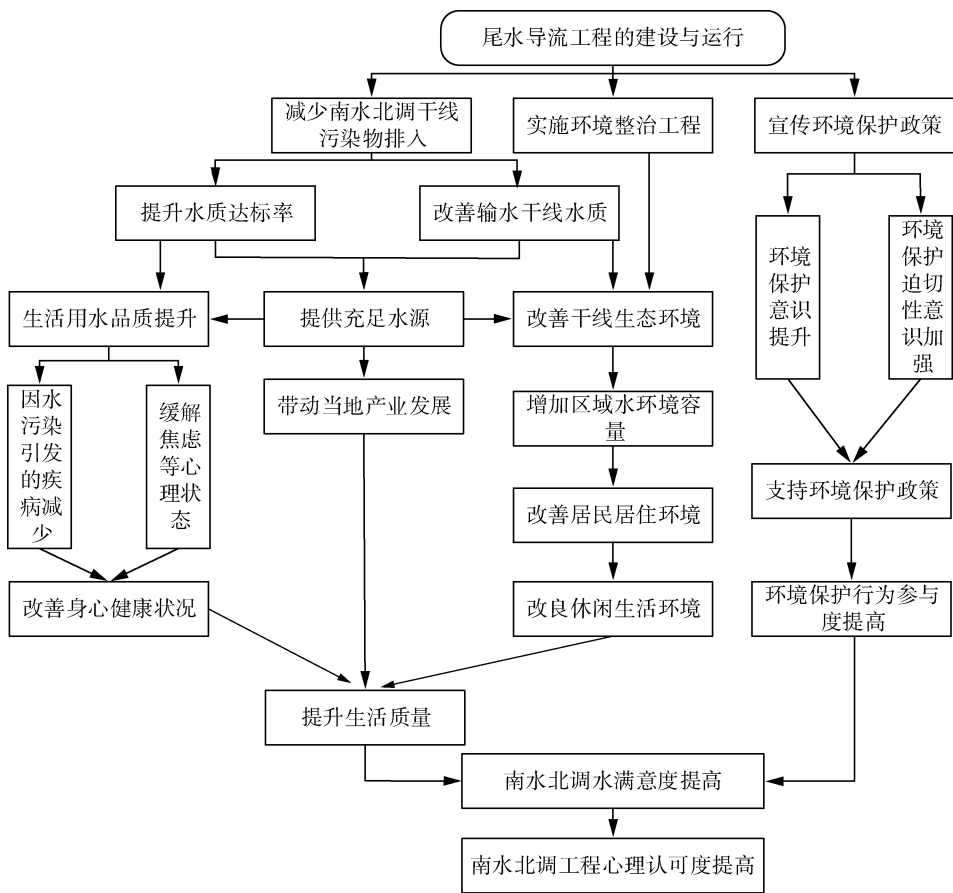 尾水导流工程的建设与运行
减少南水北调干线
污染物排入
实施环境整治工程
宣传环境保护政策
提升水质达标率
改善输水干线水质
环境
保护
意识
提升
环境
保护
迫切
性意
识加
强
生活用水品质提升
提供充足水源
改善干线生态环境
因水
污染
引发
的疾
病减
少
缓解
焦虑
等心
理状
态
带动当地产业发展
增加区域水环境容
量
支持环境保护政策
改善居民居住环境
改善身心健康状况
改良休闲生活环境
环境保护行为参与
度提高
提升生活质量
南水北调水满意度提高
南水北调工程心理认可度提高